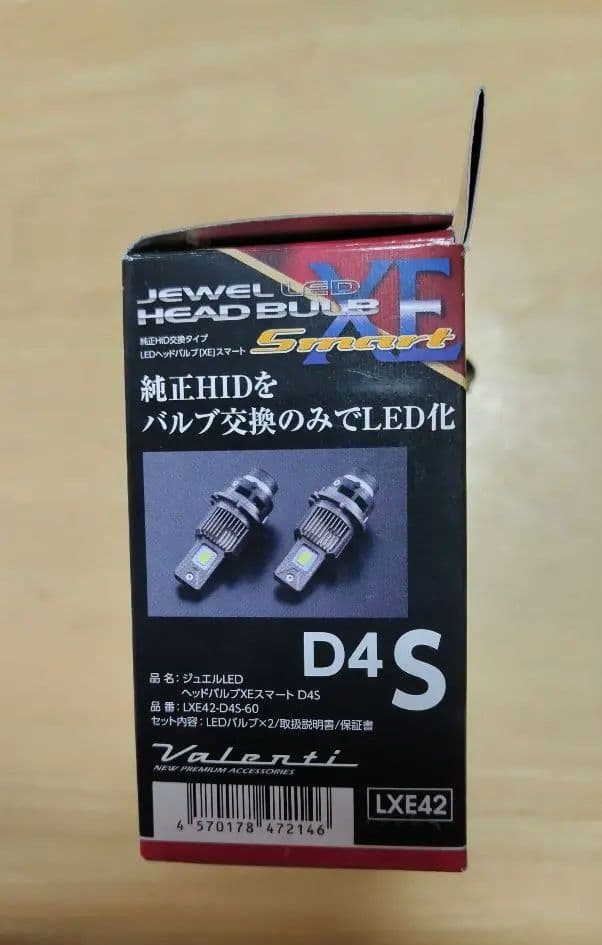 JEWEL LED
HEAD BULB
XE
Smart
純正HID交換タイプ
LEDヘッドバルブ[XE]スマート
純正HIDを
バルブ交換のみでLED化
D4S
品 名：ジュエルLED
ヘッドバルブXEスマート D4S
品 番：LXE42-D4S-60
セット内容：LEDバルブ×2/取扱説明書/保証書
Valenti
NEW PREMIUM ACCESSORIES
LXE42
4 570178 472146